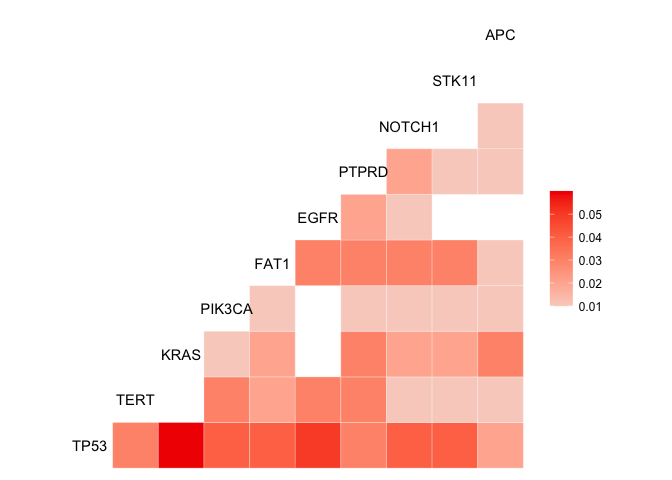 APC
STK11
NOTCH1
PTPRD
EGFR
FAT1
PIK3CA
KRAS
TERT
TP53
0.05
0.04
0.03
0.02
0.01